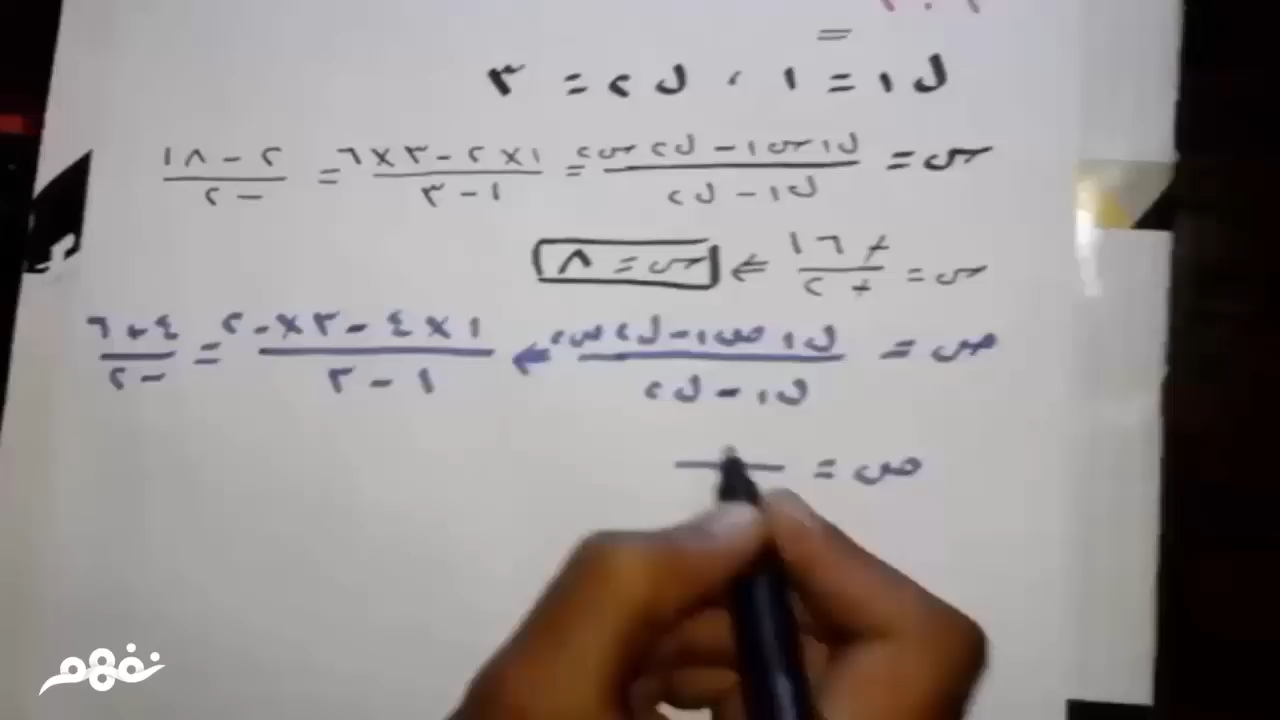 =
ل١ = ١ ، ل٢ = ٣
س = (ل١ س١ - ل٢ س٢) / (ل١ - ل٢) = (١ × ٢ - ٣ × ٦) / (١ - ٣) = (٢ - ١٨) / (-٢)
س = (+ ١٦) / (+ ٢) ⇐ س = ٨
ص = (ل١ ص١ - ل٢ ص٢) / (ل١ - ل٢) ← (١ × ٤ - ٣ × -٢) / (١ - ٣) = (٤ + ٦) / (-٢)
ص =
نفهم